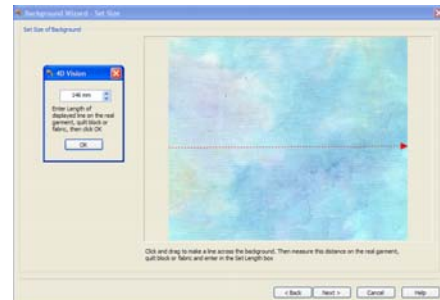 Background Wizard - Set Size
Set Size of Background
4D Vision
146 mm
Enter Length of
displayed line on the real
garment, quilt block or
fabric, then click OK
OK
Click and drag to make a line across the background. Then measure this distance on the real garment,
quilt block or fabric and enter in the Set Length box
< Back
Next >
Cancel
Help